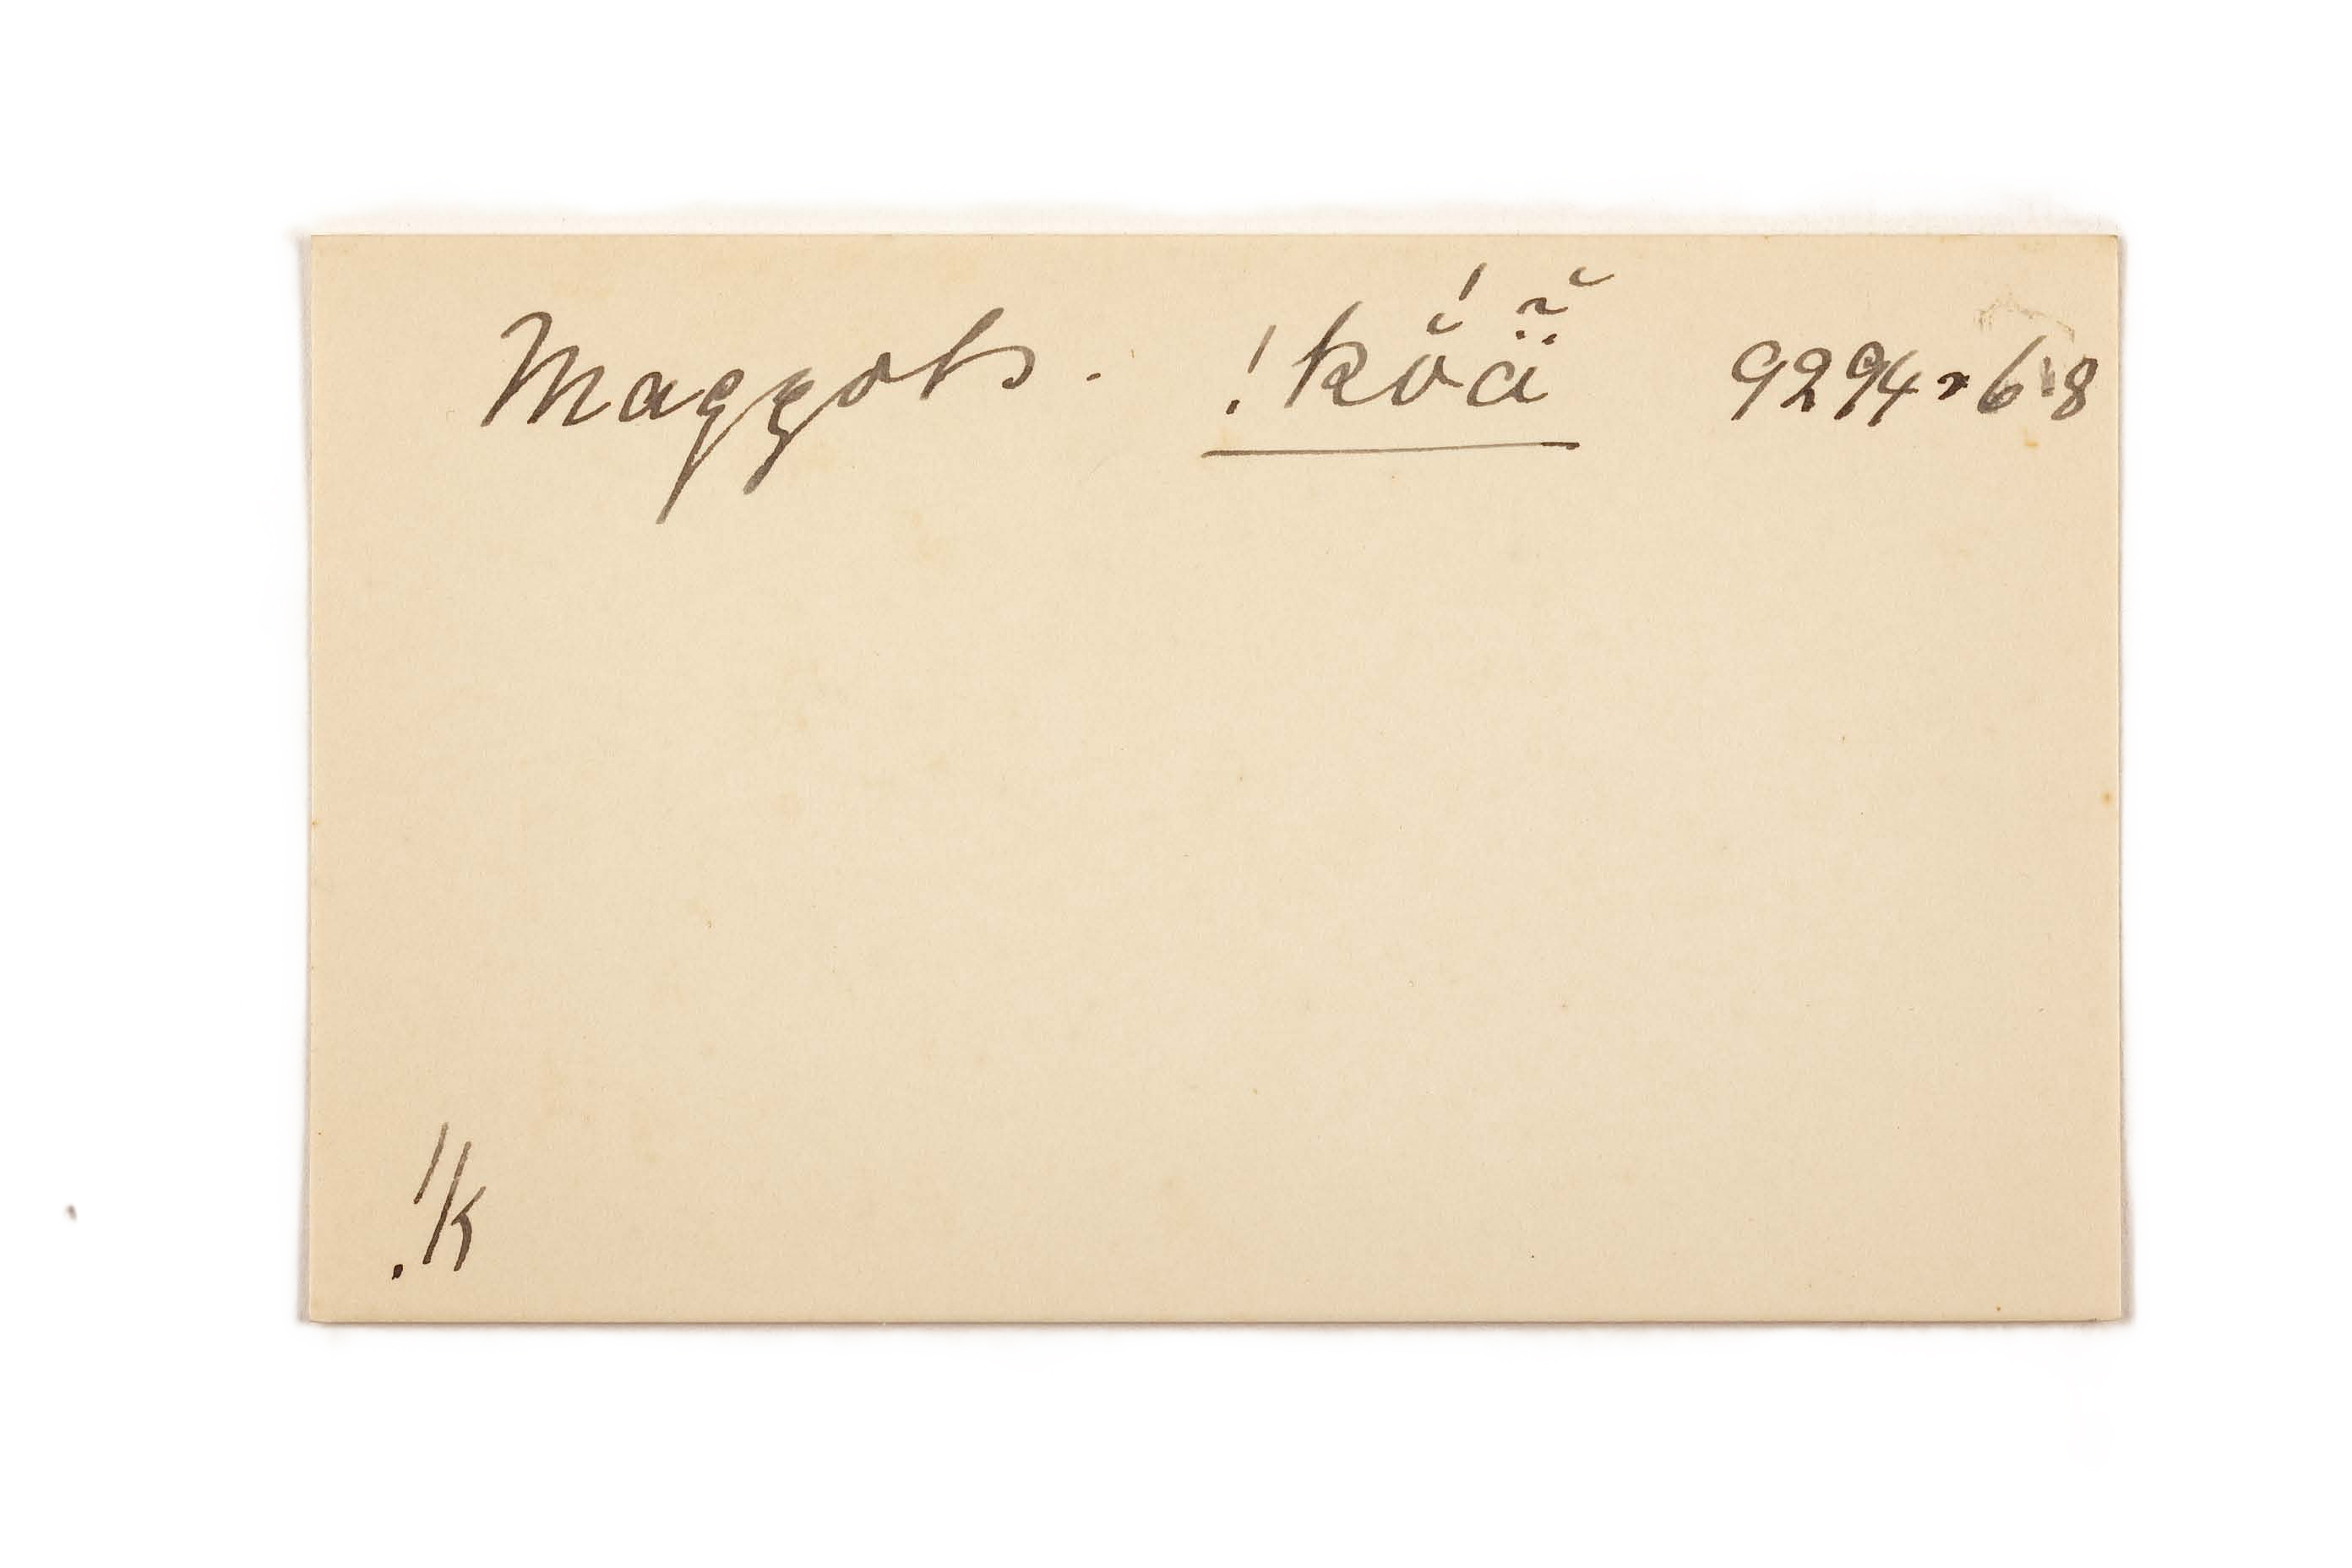 Maggots. !kŏ́ä̰̃̆ 9294, 6.8
!k